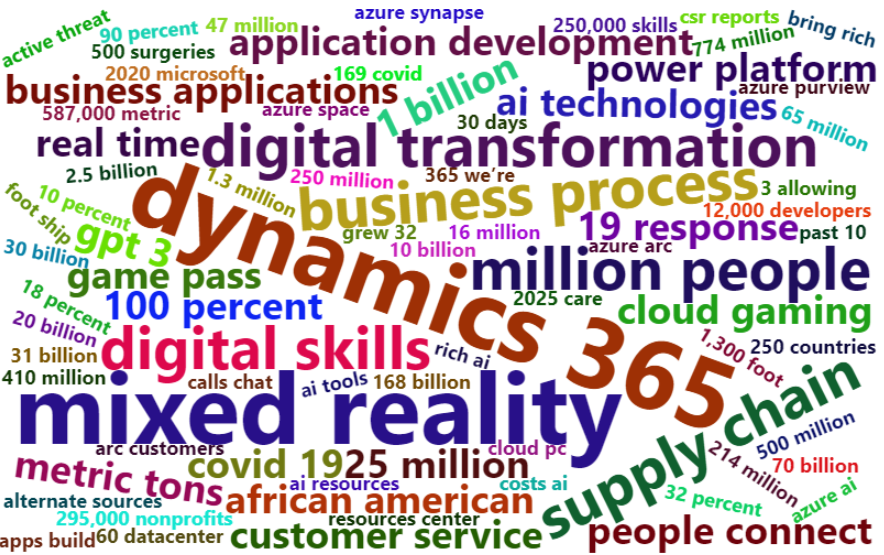 azure synapse
csr reports
250,000 skills
bring rich
active threat
90 percent
47 million
500 surgeries
application development
774 million
2020 microsoft
169 covid
power platform
business applications
1 billion
azure purview
587,000 metric
azure space
ai technologies
65 million
30 days
real time
digital transformation
2.5 billion
1.3 million
250 million
365 we’re
business process
3 allowing
foot ship
10 percent
dynamics 365
12,000 developers
gpt 3
grew 32
16 million
19 response
past 10
30 billion
10 billion
azure arc
game pass
million people
18 percent
100 percent
2025 care
cloud gaming
20 billion
digital skills
rich ai
1,300 foot
250 countries
31 billion
410 million
calls chat
ai tools
168 billion
mixed reality
supply chain
arc customers
cloud pc
500 million
covid 19
25 million
214 million
70 billion
metric tons
ai resources
costs ai
alternate sources
african american
32 percent
azure ai
295,000 nonprofits
resources center
apps build
60 datacenter
customer service
people connect